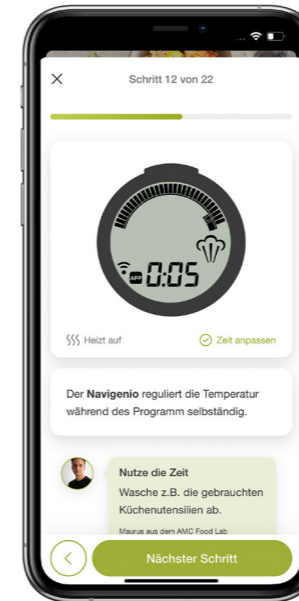 Schritt 12 von 22
APP
0:05
Heizt auf
Zeit anpassen
Der Navigenio reguliert die Temperatur
während des Programm selbständig.
Nutze die Zeit
Wasche z.B. die gebrauchten
Küchenutensilien ab.
Maurus aus dem AMC Food Lab
Nächster Schritt